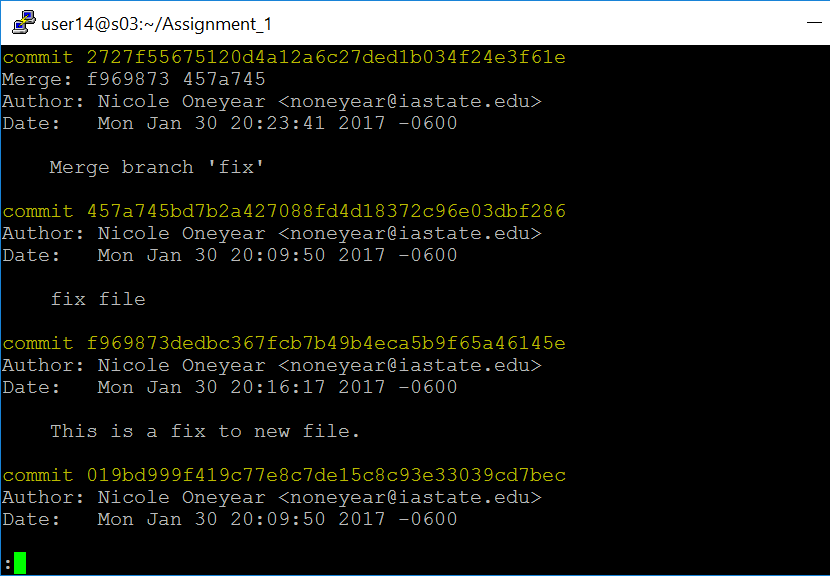 user14@s03:~/Assignment_1
commit 2727f55675120d4a12a6c27ded1b034f24e3f61e
Merge: f969873 457a745
Author: Nicole Oneyear <noneyear@iastate.edu>
Date:   Mon Jan 30 20:23:41 2017 -0600
    Merge branch 'fix'
commit 457a745bd7b2a427088fd4d18372c96e03dbf286
Author: Nicole Oneyear <noneyear@iastate.edu>
Date:   Mon Jan 30 20:09:50 2017 -0600
    fix file
commit f969873dedbc367fcb7b49b4eca5b9f65a46145e
Author: Nicole Oneyear <noneyear@iastate.edu>
Date:   Mon Jan 30 20:16:17 2017 -0600
    This is a fix to new file.
commit 019bd999f419c77e8c7de15c8c93e33039cd7bec
Author: Nicole Oneyear <noneyear@iastate.edu>
Date:   Mon Jan 30 20:09:50 2017 -0600
: